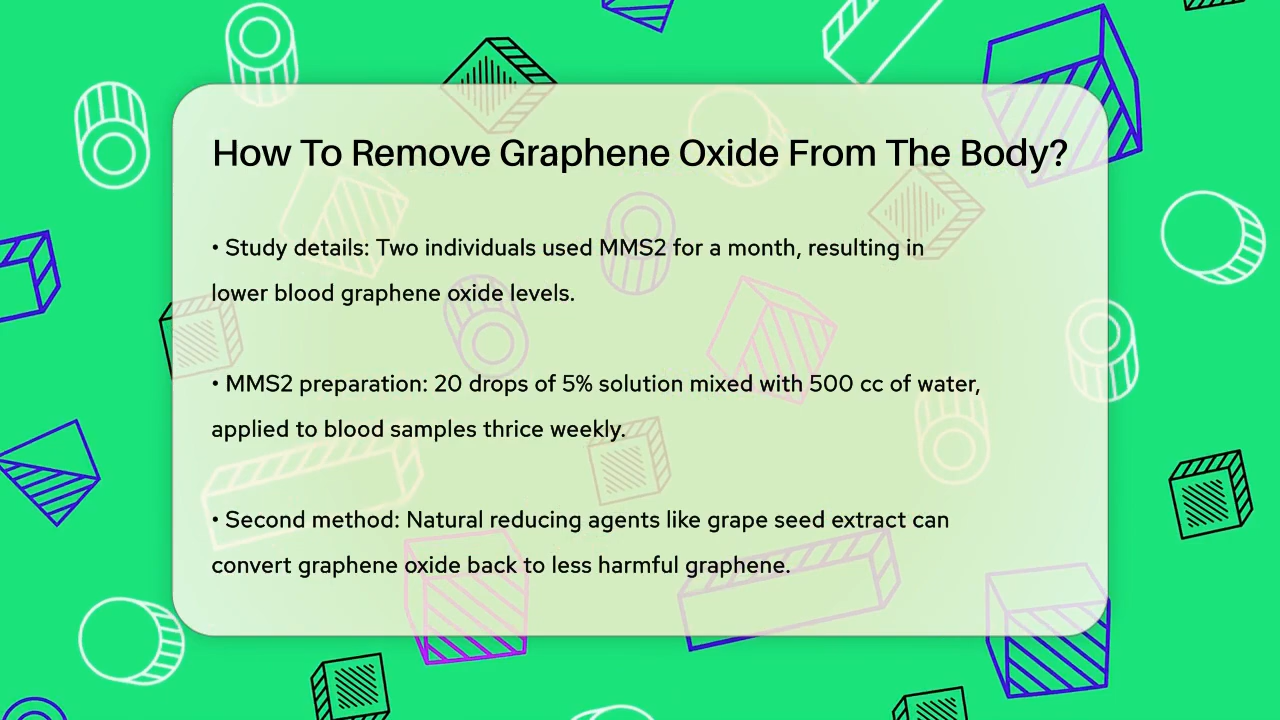 How To Remove Graphene Oxide From The Body?
• Study details: Two individuals used MMS2 for a month, resulting in
lower blood graphene oxide levels.
• MMS2 preparation: 20 drops of 5% solution mixed with 500 cc of water,
applied to blood samples thrice weekly.
• Second method: Natural reducing agents like grape seed extract can
convert graphene oxide back to less harmful graphene.